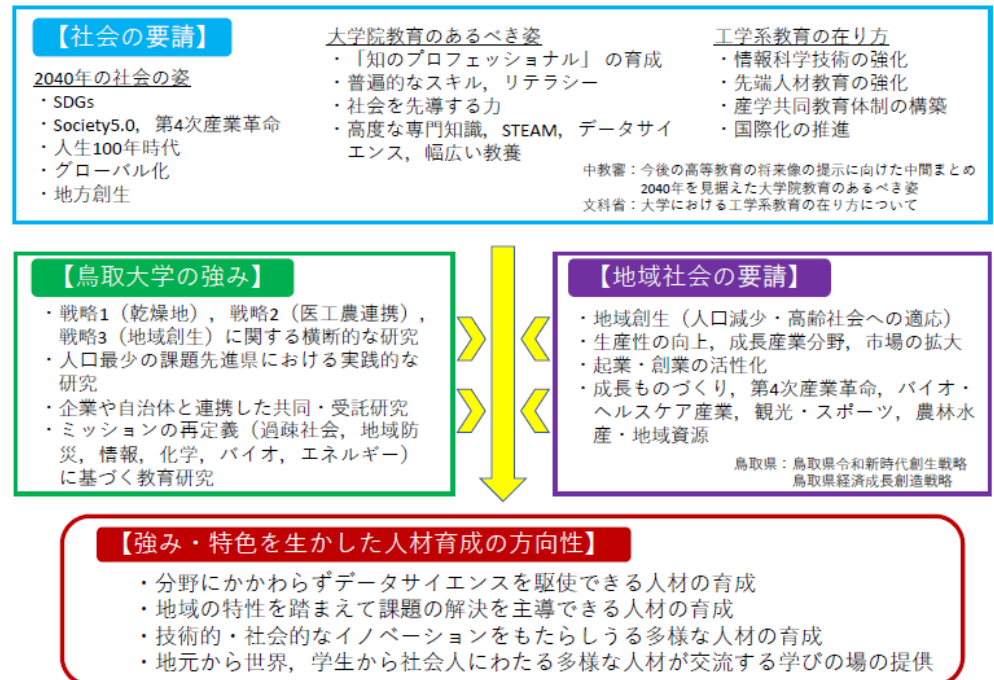 【社会の要請】
2040年の社会の姿
・SDGs
・Society5.0，第4次産業革命
・人生100年時代
・グローバル化
・地方創生
大学院教育のあるべき姿
・「知のプロフェッショナル」 の育成
・普遍的なスキル，リテラシー
・社会を先導する力
・高度な専門知識，STEAM，データサイ
エンス，幅広い教養
工学系教育の在り方
・情報科学技術の強化
・先端人材教育の強化
・産学共同教育体制の構築
・国際化の推進
中教審：今後の高等教育の将来像の提示に向けた中間まとめ
2040年を見据えた大学院教育のあるべき姿
文科省：大学における工学系教育の在り方について
【鳥取大学の強み】
・戦略1（乾燥地），戦略2（医工農連携），
戦略3（地域創生）に関する横断的な研究
・人口最少の課題先進県における実践的な
研究
・企業や自治体と連携した共同・受託研究
・ミッションの再定義（過疎社会，地域防
災，情報，化学，バイオ，エネルギー）
に基づく教育研究
【地域社会の要請】
・地域創生（人口減少・高齢社会への適応）
・生産性の向上，成長産業分野，市場の拡大
・起業・創業の活性化
・成長ものづくり，第4次産業革命，バイオ・
ヘルスケア産業，観光・スポーツ，農林水
産・地域資源
鳥取県：鳥取県令和新時代創生戦略
鳥取県経済成長創造戦略
【強み・特色を生かした人材育成の方向性】
・分野にかかわらずデータサイエンスを駆使できる人材の育成
・地域の特性を踏まえて課題の解決を主導できる人材の育成
・技術的・社会的なイノベーションをもたらしうる多様な人材の育成
・地元から世界，学生から社会人にわたる多様な人材が交流する学びの場の提供